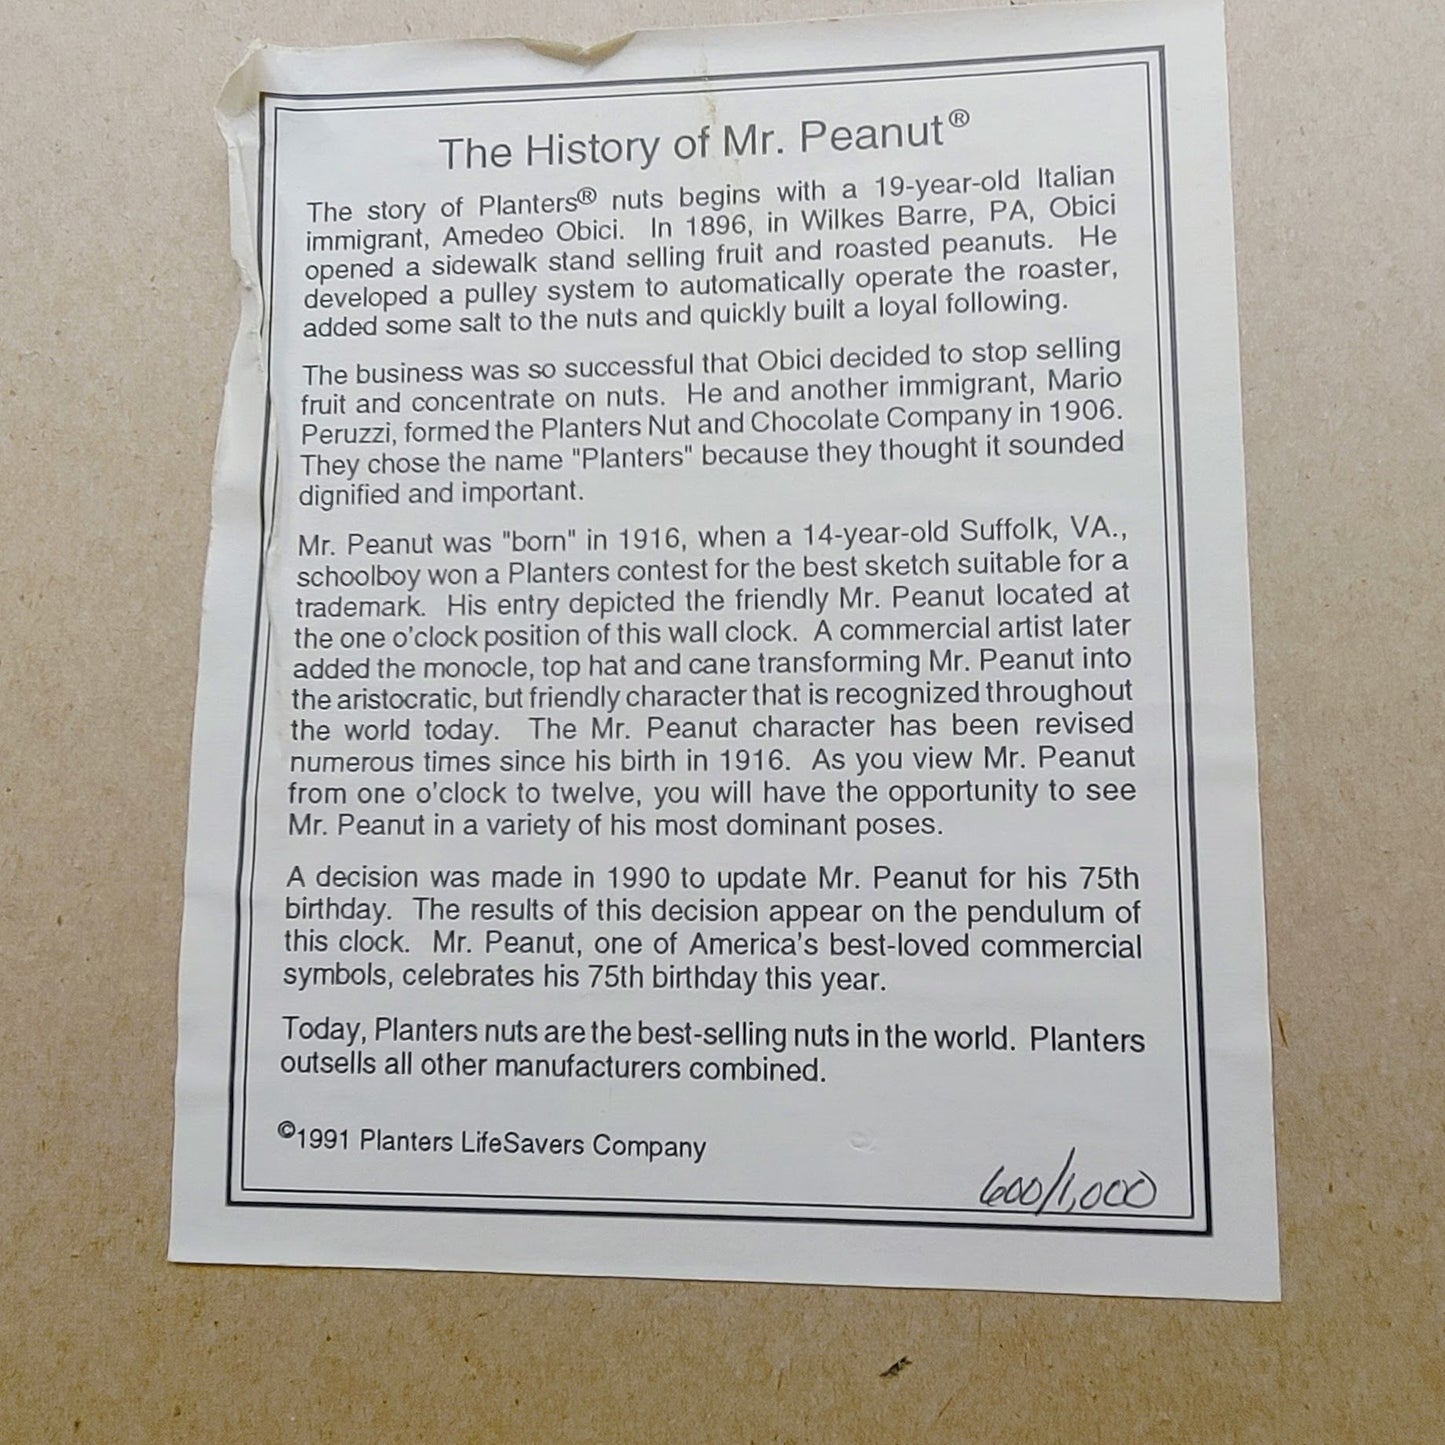 The History of Mr. Peanut®
The story of Planters® nuts begins with a 19-year-old Italian
immigrant, Amedeo Obici. In 1896, in Wilkes Barre, PA, Obici
opened a sidewalk stand selling fruit and roasted peanuts. He
developed a pulley system to automatically operate the roaster,
added some salt to the nuts and quickly built a loyal following.
The business was so successful that Obici decided to stop selling
fruit and concentrate on nuts. He and another immigrant, Mario
Peruzzi, formed the Planters Nut and Chocolate Company in 1906.
They chose the name "Planters" because they thought it sounded
dignified and important.
Mr. Peanut was "born" in 1916, when a 14-year-old Suffolk, VA.,
schoolboy won a Planters contest for the best sketch suitable for a
trademark. His entry depicted the friendly Mr. Peanut located at
the one o'clock position of this wall clock. A commercial artist later
added the monocle, top hat and cane transforming Mr. Peanut into
the aristocratic, but friendly character that is recognized throughout
the world today. The Mr. Peanut character has been revised
numerous times since his birth in 1916. As you view Mr. Peanut
from one o'clock to twelve, you will have the opportunity to see
Mr. Peanut in a variety of his most dominant poses.
A decision was made in 1990 to update Mr. Peanut for his 75th
birthday. The results of this decision appear on the pendulum of
this clock. Mr. Peanut, one of America's best-loved commercial
symbols, celebrates his 75th birthday this year.
Today, Planters nuts are the best-selling nuts in the world. Planters
outsells all other manufacturers combined.
©1991 Planters LifeSavers Company
600/1,000